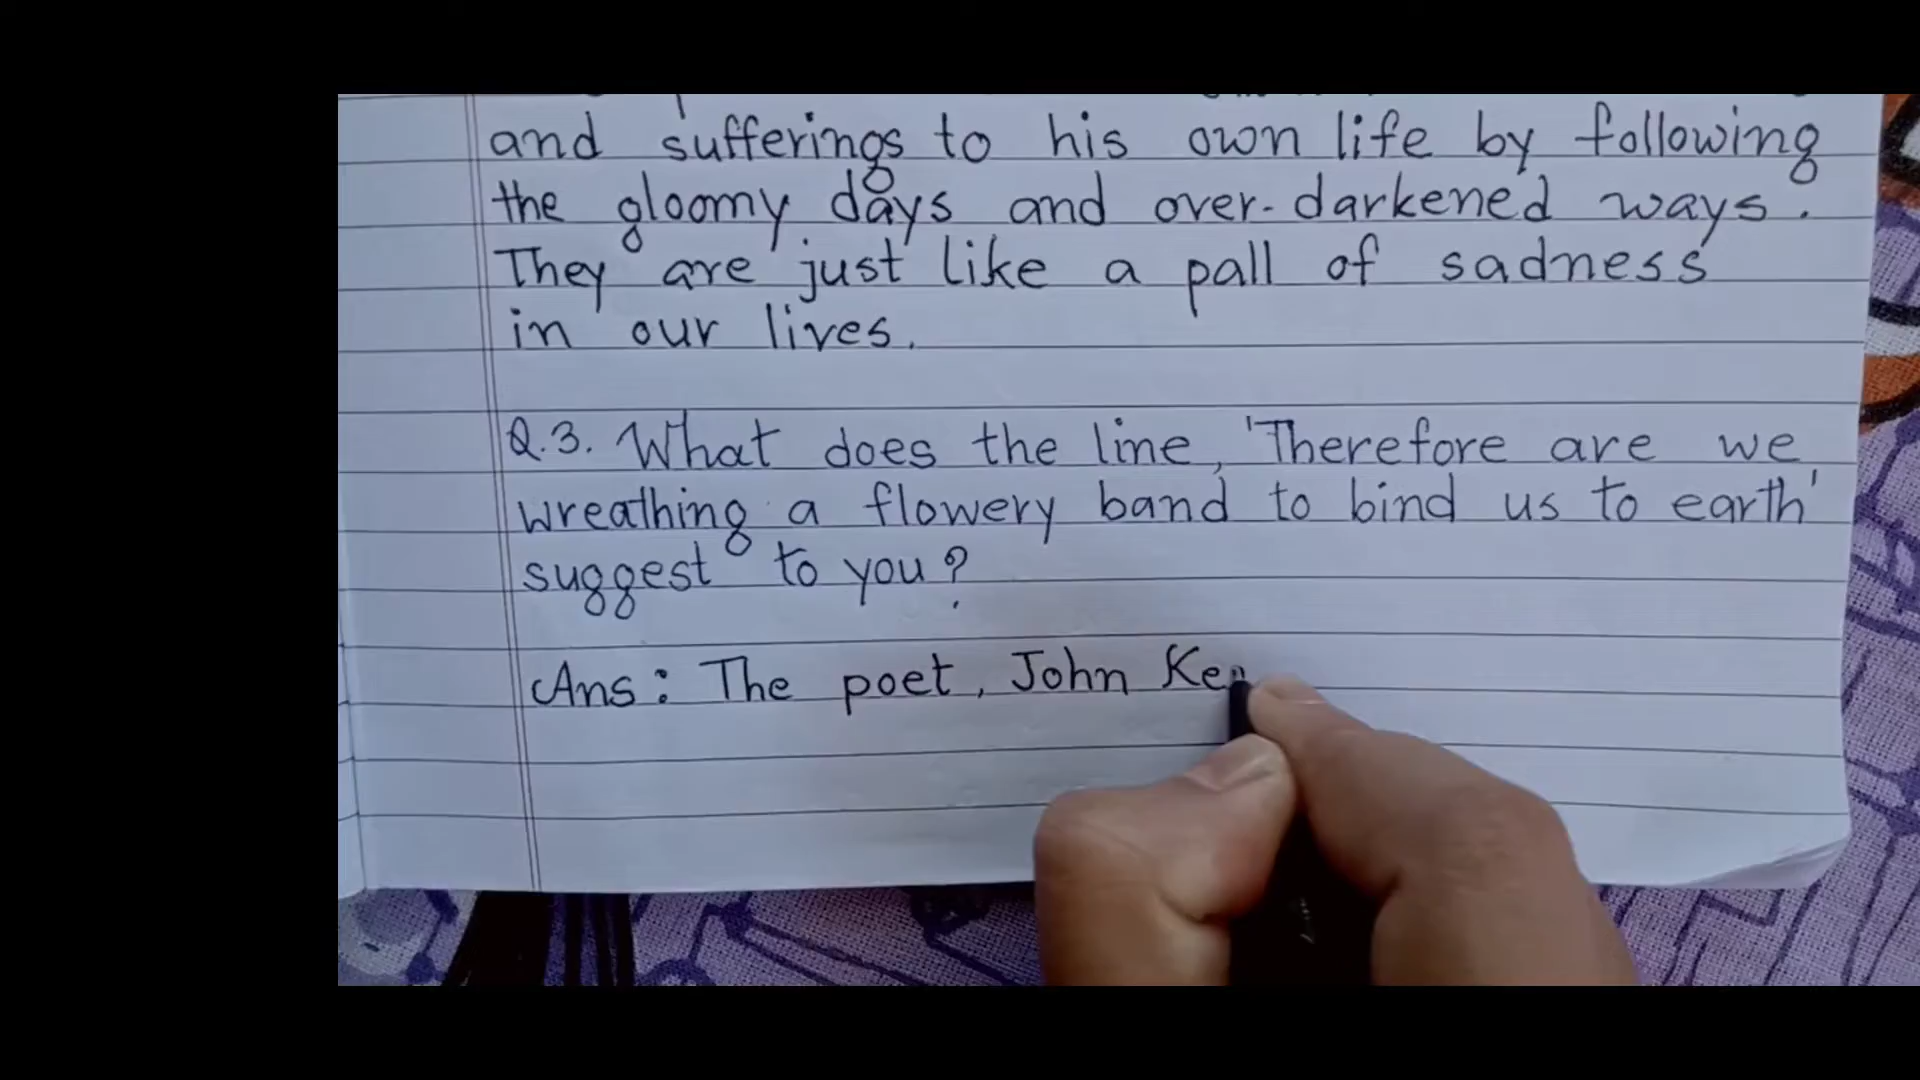 and sufferings to his own life by following
the gloomy days and over-darkened ways.
They are just like a pall of sadness
in our lives.
Q.3. What does the line, 'Therefore are we
wreathing a flowery band to bind us to earth'
suggest to you?
Ans: The poet, John